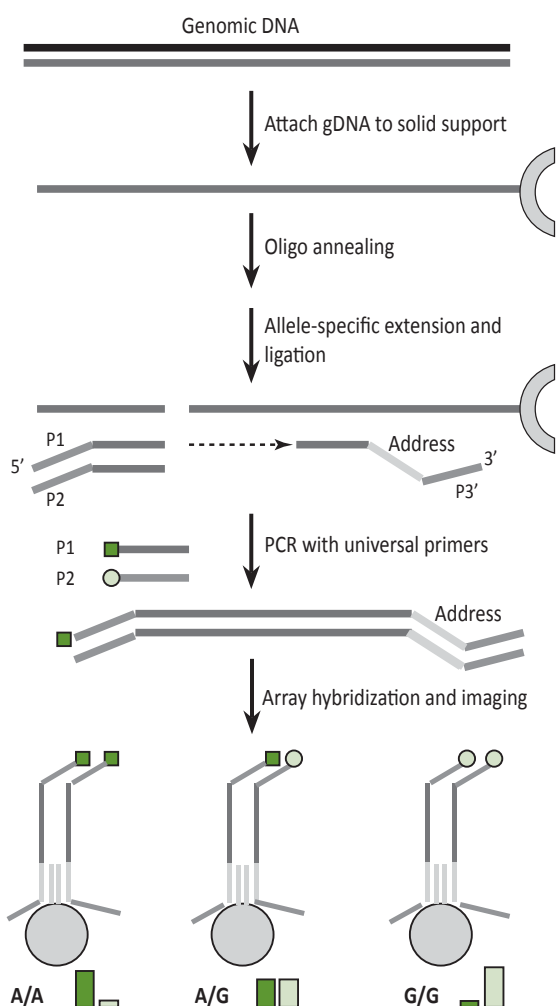 Genomic DNA
Attach gDNA to solid support
Oligo annealing
Allele-specific extension and
ligation
P1
Address
5’
3’
P2
P3’
P1
PCR with universal primers
P2
Address
Array hybridization and imaging
A/A
A/G
G/G